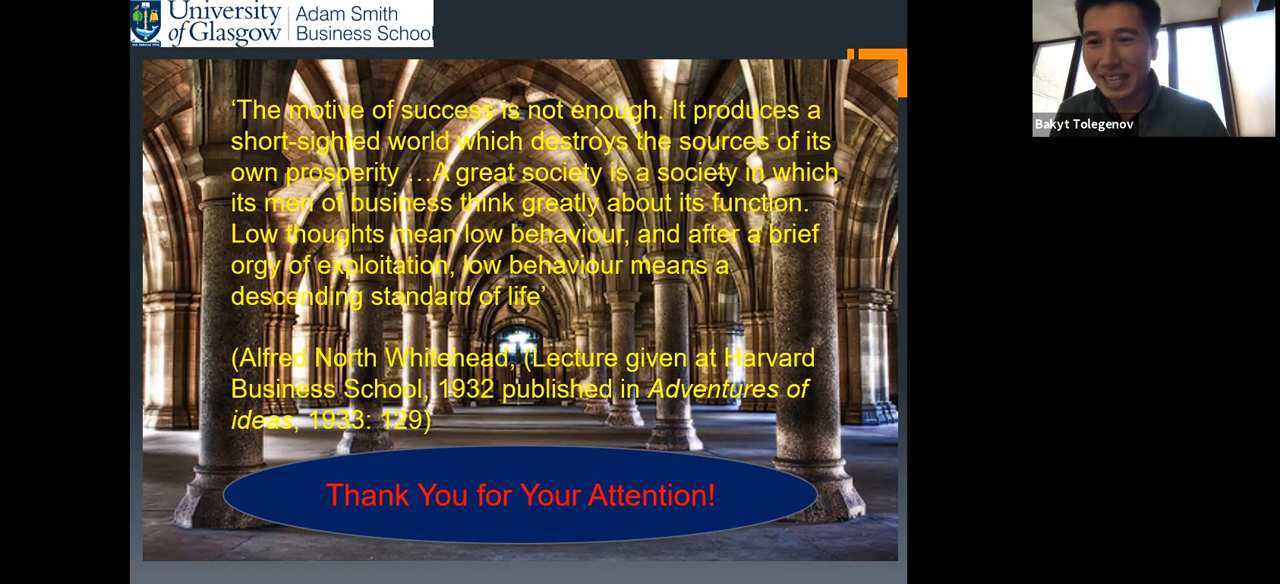 University
of Glasgow
Adam Smith
Business School
‘The motive of success is not enough. It produces a
short-sighted world which destroys the sources of its
own prosperity …A great society is a society in which
its men of business think greatly about its function.
Low thoughts mean low behaviour, and after a brief
orgy of exploitation, low behaviour means a
descending standard of life’
(Alfred North Whitehead, (Lecture given at Harvard
Business School, 1932 published in Adventures of
ideas, 1933: 129)
Thank You for Your Attention!
Bakyt Tolegenov